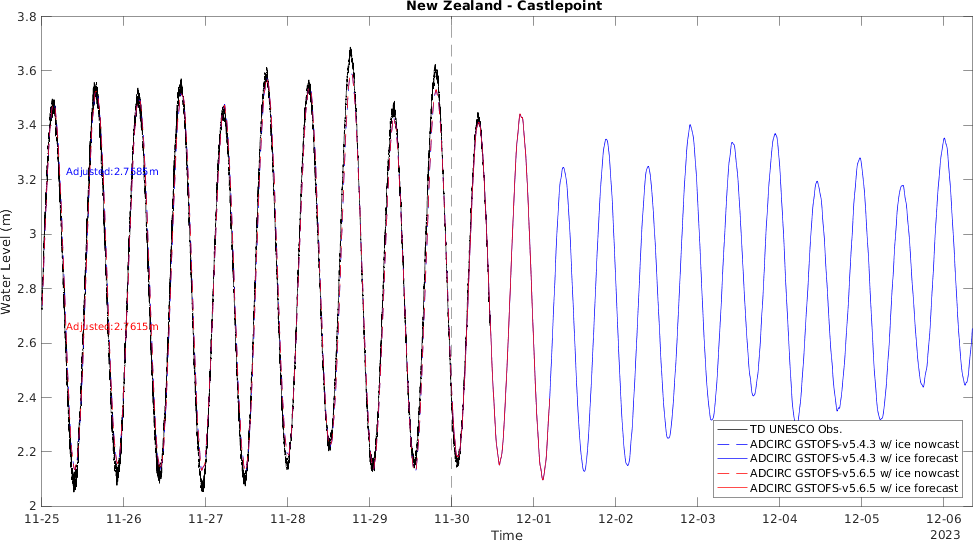 New Zealand - Castlepoint
3.8
3.6
3.4
3.2
3
2.8
2.6
2.4
2.2
2
Water Level (m)
Adjusted:2.7685m
Adjusted:2.7615m
TD UNESCO Obs.
ADCIRC GSTOFS-v5.4.3 w/ ice nowcast
ADCIRC GSTOFS-v5.4.3 w/ ice forecast
ADCIRC GSTOFS-v5.6.5 w/ ice nowcast
ADCIRC GSTOFS-v5.6.5 w/ ice forecast
11-25 11-26 11-27 11-28 11-29 11-30 12-01 12-02 12-03 12-04 12-05 12-06
Time
2023